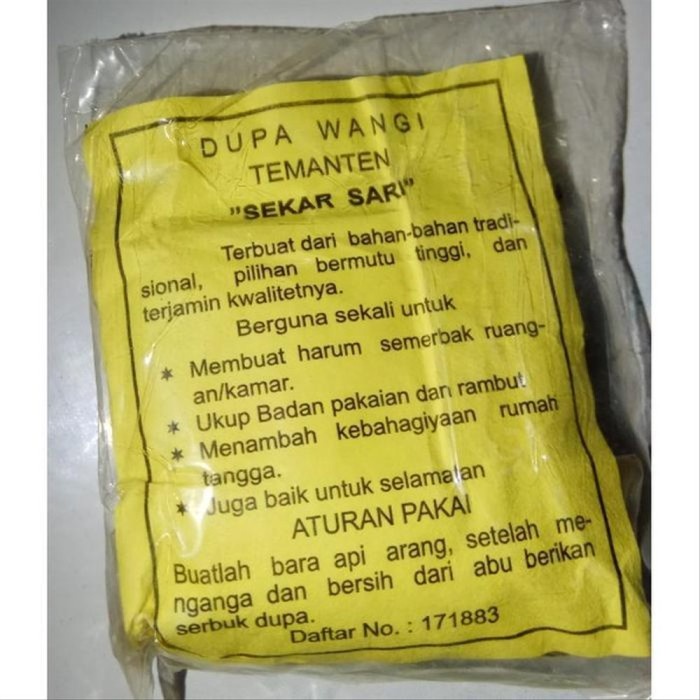 DUPA WANGI
TEMANTEN
"SEKAR SARI"
Terbuat dari bahan-bahan tradi-
sional, pilihan bermutu tinggi, dan
terjamin kwalitetnya.
Berguna sekali untuk
* Membuat harum semerbak ruang-
an/kamar.
* Ukup Badan pakaian dan rambut
* Menambah kebahagiyaan rumah
tangga.
* Juga baik untuk selamatan
ATURAN PAKAI
Buatlah bara api arang, setelah me-
nganga dan bersih dari abu berikan
serbuk dupa.
Daftar No. : 171883